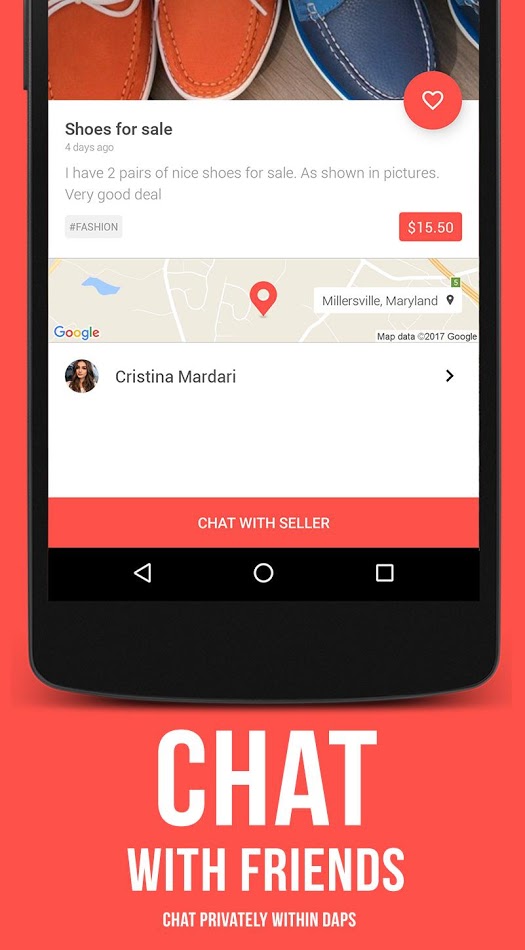 Shoes for sale
4 days ago
I have 2 pairs of nice shoes for sale. As shown in pictures.
Very good deal
#FASHION
$15.50
5
Millersville, Maryland
Google
Map data ©2017 Google
Cristina Mardari
CHAT WITH SELLER
CHAT
WITH FRIENDS
CHAT PRIVATELY WITHIN DAPS